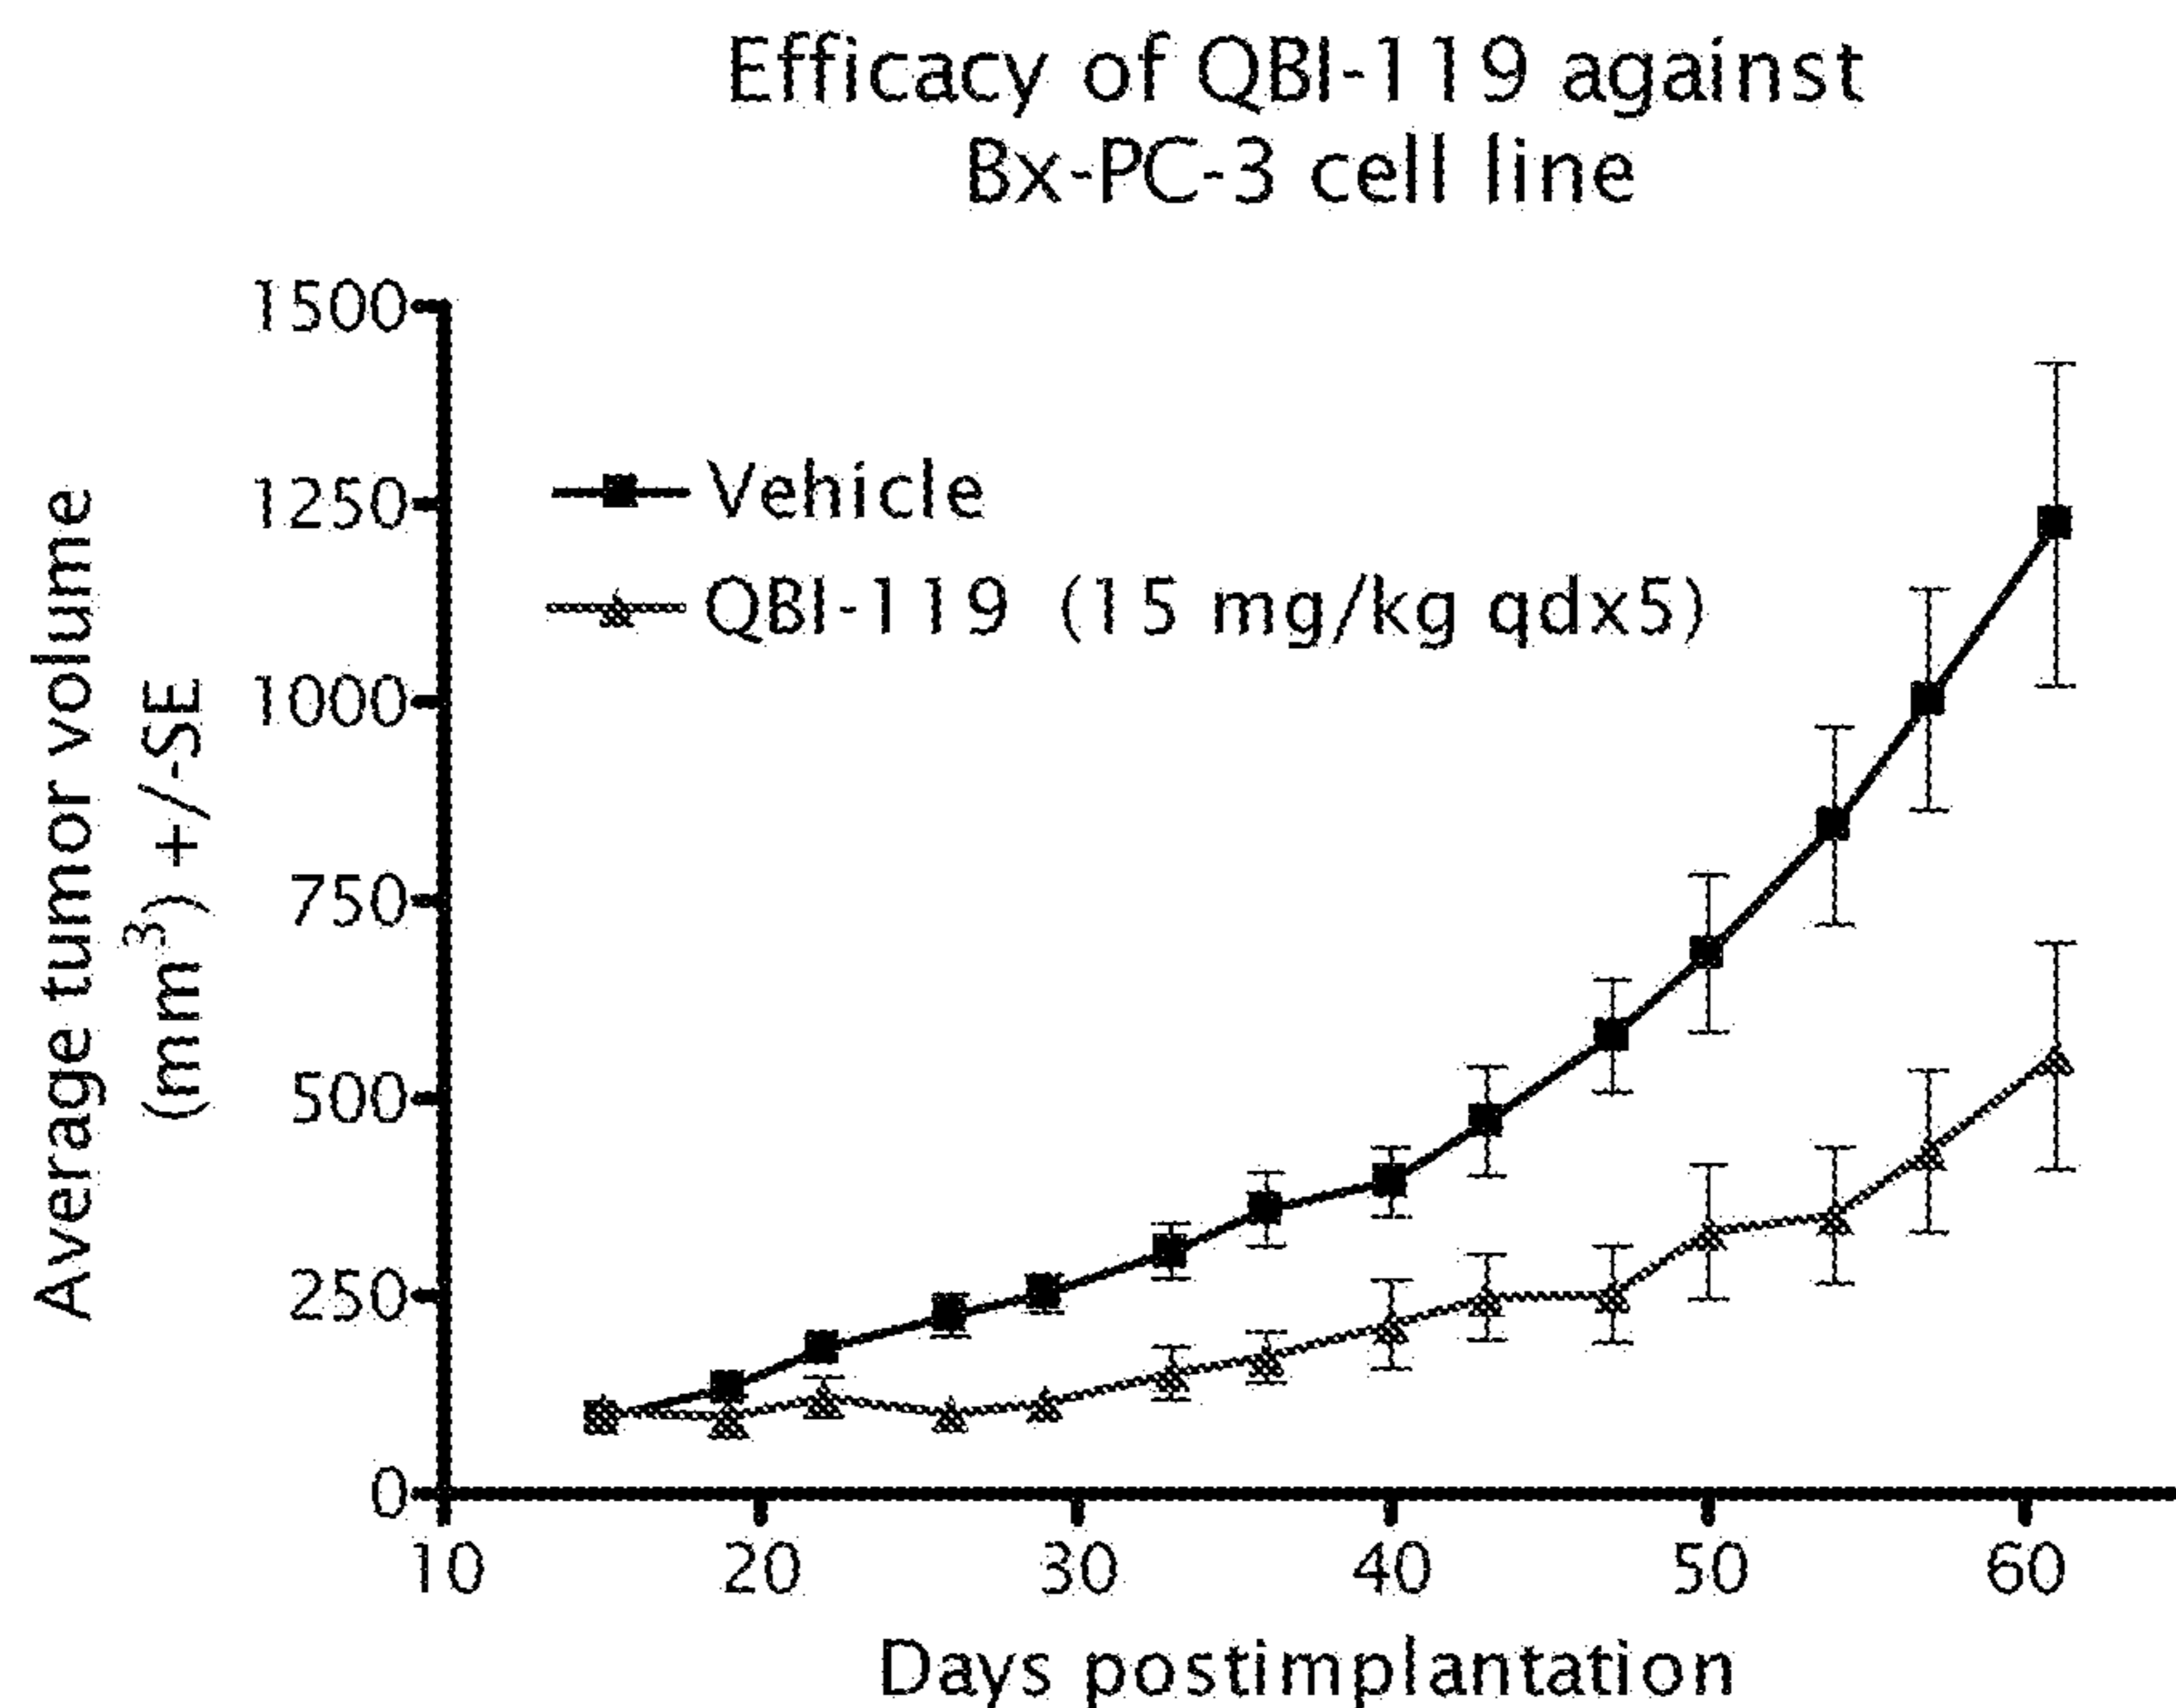 Efficacy of QBI-119 against
Bx-PC-3 cell line
1500
1250
1000
750
500
250
0
Average tumor volume
(mm³) +/-SE
Vehicle
QBI-119 (15 mg/kg qdx5)
10 20 30 40 50 60
Days postimplantation